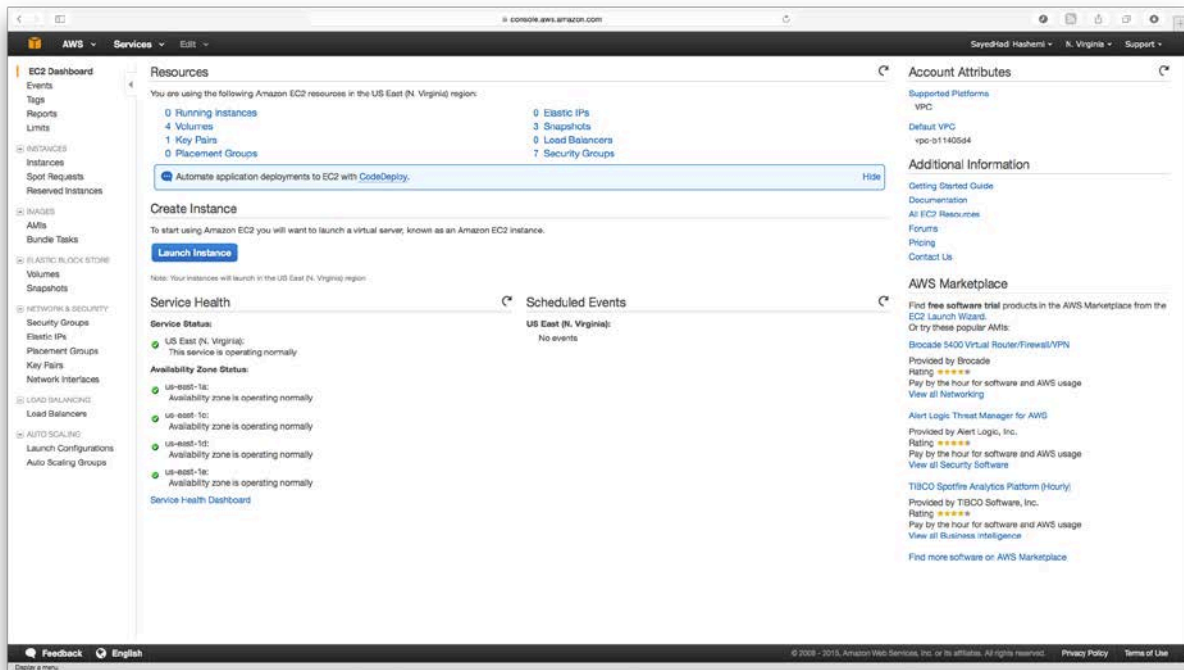 console.aws.amazon.com
AWS Services Edit SayedHadi Hashemi N. Virginia Support
EC2 Dashboard
Events
Tags
Reports
Limits
INSTANCES
Instances
Spot Requests
Reserved Instances
IMAGES
AMIs
Bundle Tasks
ELASTIC BLOCK STORE
Volumes
Snapshots
NETWORK & SECURITY
Security Groups
Elastic IPs
Placement Groups
Key Pairs
Network Interfaces
LOAD BALANCING
Load Balancers
AUTO SCALING
Launch Configurations
Auto Scaling Groups
Resources
You are using the following Amazon EC2 resources in the US East (N. Virginia) region:
0 Running Instances 0 Elastic IPs
4 Volumes 3 Snapshots
1 Key Pairs 0 Load Balancers
0 Placement Groups 7 Security Groups
Automate application deployments to EC2 with CodeDeploy. Hide
Create Instance
To start using Amazon EC2 you will want to launch a virtual server, known as an Amazon EC2 instance.
Launch Instance
Note: Your instances will launch in the US East (N. Virginia) region
Service Health
Service Status:
US East (N. Virginia):
This service is operating normally
Availability Zone Status:
us-east-1a:
Availability zone is operating normally
us-east-1c:
Availability zone is operating normally
us-east-1d:
Availability zone is operating normally
us-east-1e:
Availability zone is operating normally
Service Health Dashboard
Scheduled Events
US East (N. Virginia):
No events
Account Attributes
Supported Platforms
VPC
Default VPC
vpc-b11405d4
Additional Information
Getting Started Guide
Documentation
All EC2 Resources
Forums
Pricing
Contact Us
AWS Marketplace
Find free software trial products in the AWS Marketplace from the
EC2 Launch Wizard.
Or try these popular AMIs:
Brocade 5400 Virtual Router/Firewall/VPN
Provided by Brocade
Rating
Pay by the hour for software and AWS usage
View all Networking
Alert Logic Threat Manager for AWS
Provided by Alert Logic, Inc.
Rating
Pay by the hour for software and AWS usage
View all Security Software
TIBCO Spotfire Analytics Platform (Hourly)
Provided by TIBCO Software, Inc.
Rating
Pay by the hour for software and AWS usage
View all Business Intelligence
Find more software on AWS Marketplace
Feedback English © 2008 - 2015, Amazon Web Services, Inc. or its affiliates. All rights reserved. Privacy Policy Terms of Use
Display a menu